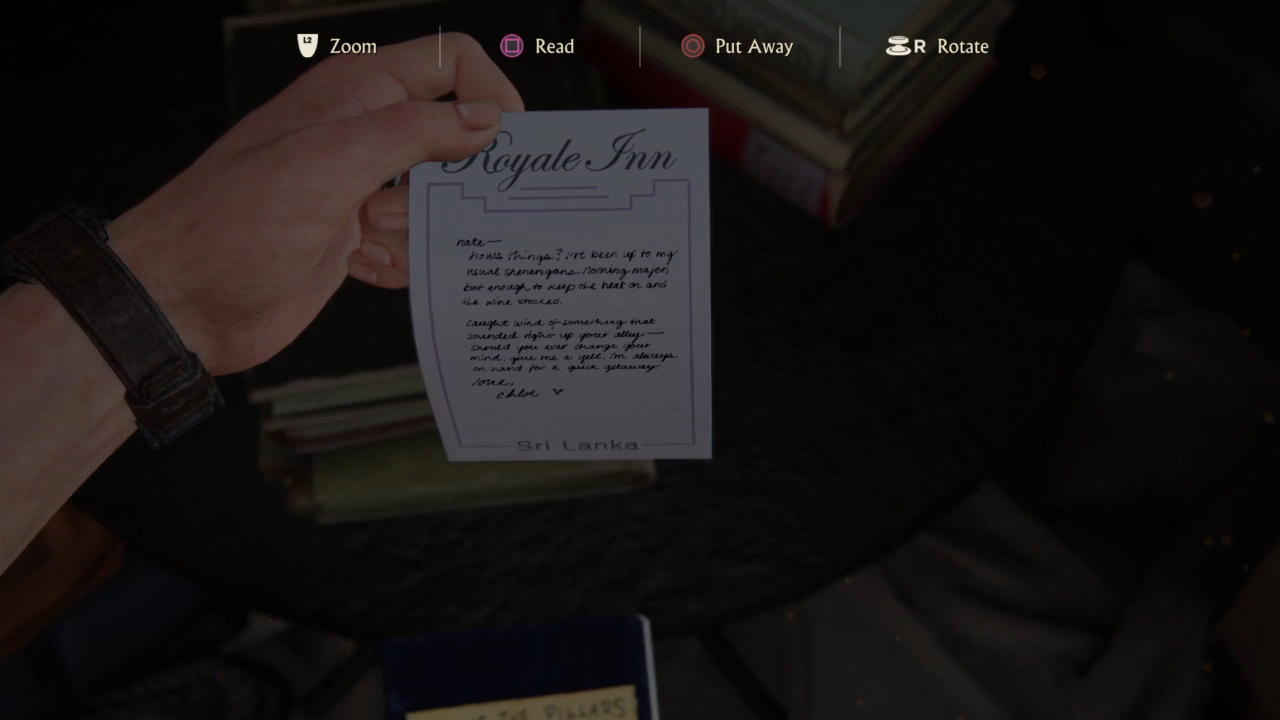 L2 Zoom
Read
Put Away
R Rotate
Royale Inn
nate—
hows things? i've been up to my
usual shenanigans. nothing major,
but enough to keep the heat on and
the wine stocked.
caught wind of something that
sounded right up your alley—
should you ever change your
mind, give me a yell. i'm always
on hand for a quick getaway.
love,
chloe
Sri Lanka
THE PILLARS